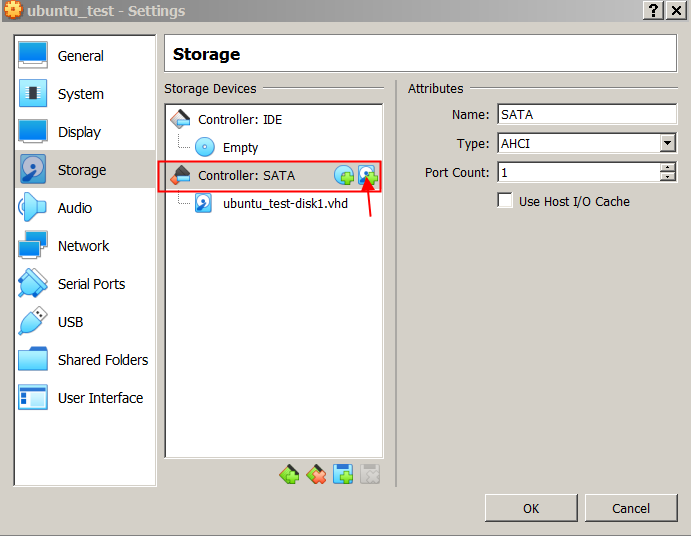 ubuntu_test - Settings
General
System
Display
Storage
Audio
Network
Serial Ports
USB
Shared Folders
User Interface
Storage
Storage Devices
Controller: IDE
Empty
Controller: SATA
ubuntu_test-disk1.vhd
Attributes
Name: SATA
Type: AHCI
Port Count: 1
Use Host I/O Cache
OK
Cancel